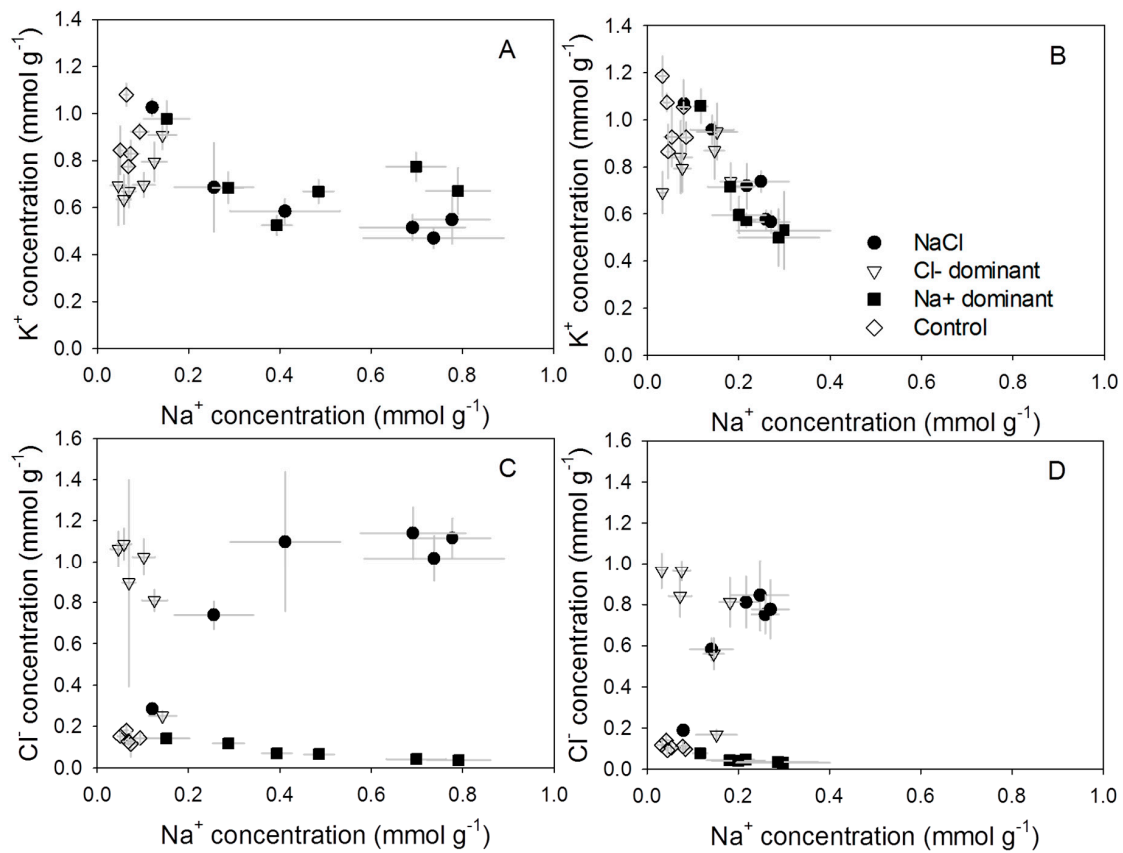 A
K⁺ concentration (mmol g⁻¹)
1.4
1.2
1.0
0.8
0.6
0.4
0.2
0.0
0.0 0.2 0.4 0.6 0.8 1.0
Na⁺ concentration (mmol g⁻¹)
B
K⁺ concentration (mmol g⁻¹)
1.4
1.2
1.0
0.8
0.6
0.4
0.2
0.0
NaCl
Cl- dominant
Na+ dominant
Control
0.0 0.2 0.4 0.6 0.8 1.0
Na⁺ concentration (mmol g⁻¹)
C
Cl⁻ concentration (mmol g⁻¹)
1.6
1.4
1.2
1.0
0.8
0.6
0.4
0.2
0.0
0.0 0.2 0.4 0.6 0.8 1.0
Na⁺ concentration (mmol g⁻¹)
D
Cl⁻ concentration (mmol g⁻¹)
1.6
1.4
1.2
1.0
0.8
0.6
0.4
0.2
0.0
0.0 0.2 0.4 0.6 0.8 1.0
Na⁺ concentration (mmol g⁻¹)